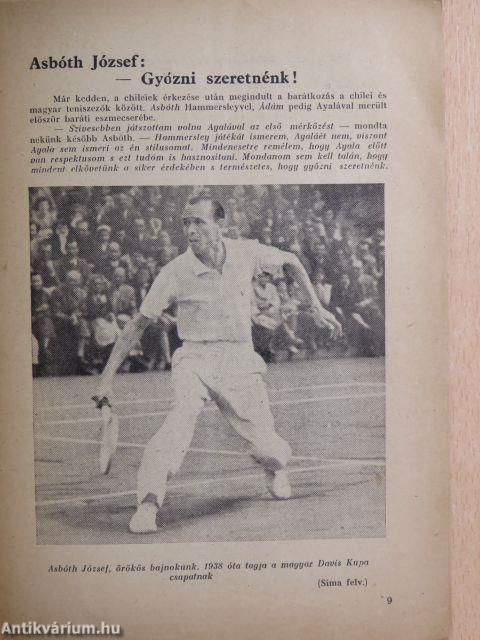 Asbóth József:
— Győzni szeretnénk!
Már kedden, a chileiek érkezése után megindult a barátkozás a chilei és
magyar teniszezők között. Asbóth Hammersleyvel, Ádám pedig Ayalával merült
először baráti eszmecserébe.
— Szívesebben játszottam volna Ayalával az első mérkőzést — mondta
nekünk később Asbóth. — Hammersley játékát ismerem, Ayaláét nem, viszont
Ayala sem ismeri az én stílusomat. Mindenesetre remélem, hogy Ayala előtt
van respektusom s ezt tudom is hasznosítani. Mondanom sem kell talán, hogy
mindent elkövetünk a siker érdekében s természetes, hogy győzni szeretnénk.
Asbóth József, örökös bajnokunk, 1938 óta tagja a magyar Davis Kupa
csapatnak
(Sima felv.)
9
Antikvárium.hu